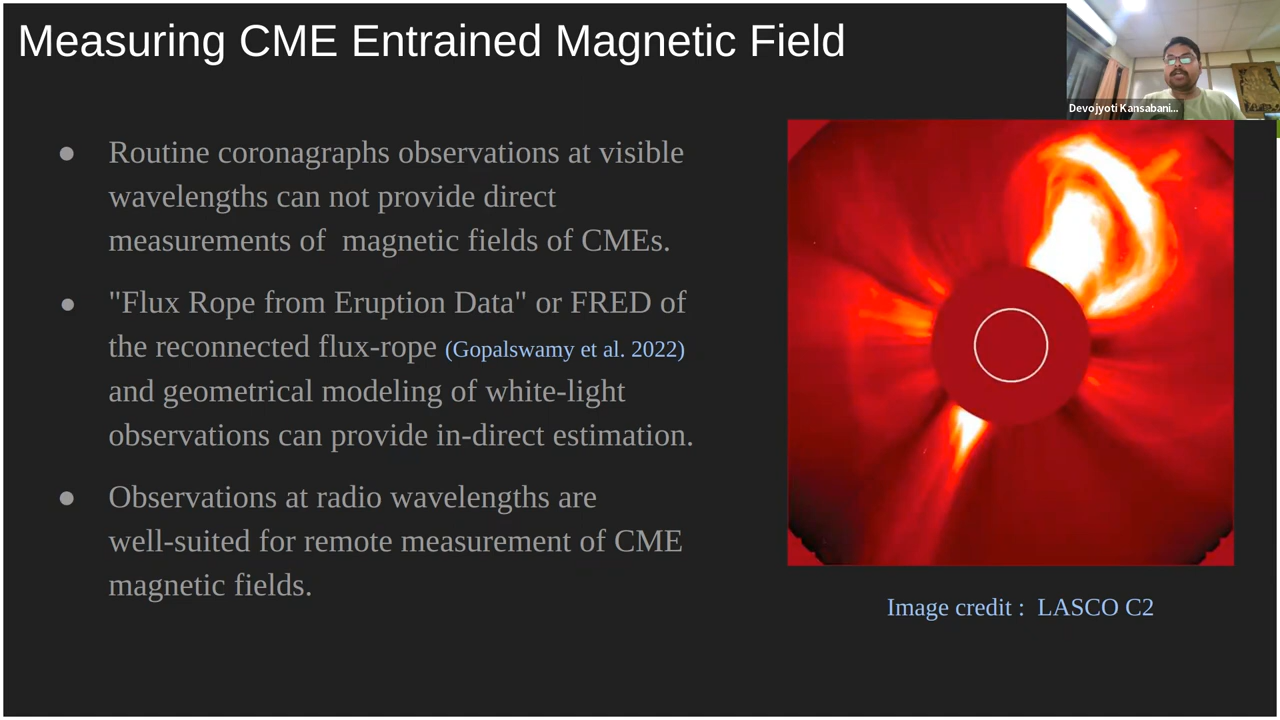 Measuring CME Entrained Magnetic Field
Devojyoti Kansabani...
● Routine coronagraphs observations at visible
wavelengths can not provide direct
measurements of  magnetic fields of CMEs.
● "Flux Rope from Eruption Data" or FRED of
the reconnected flux-rope (Gopalswamy et al. 2022)
and geometrical modeling of white-light
observations can provide in-direct estimation.
● Observations at radio wavelengths are
well-suited for remote measurement of CME
magnetic fields.
Image credit :  LASCO C2